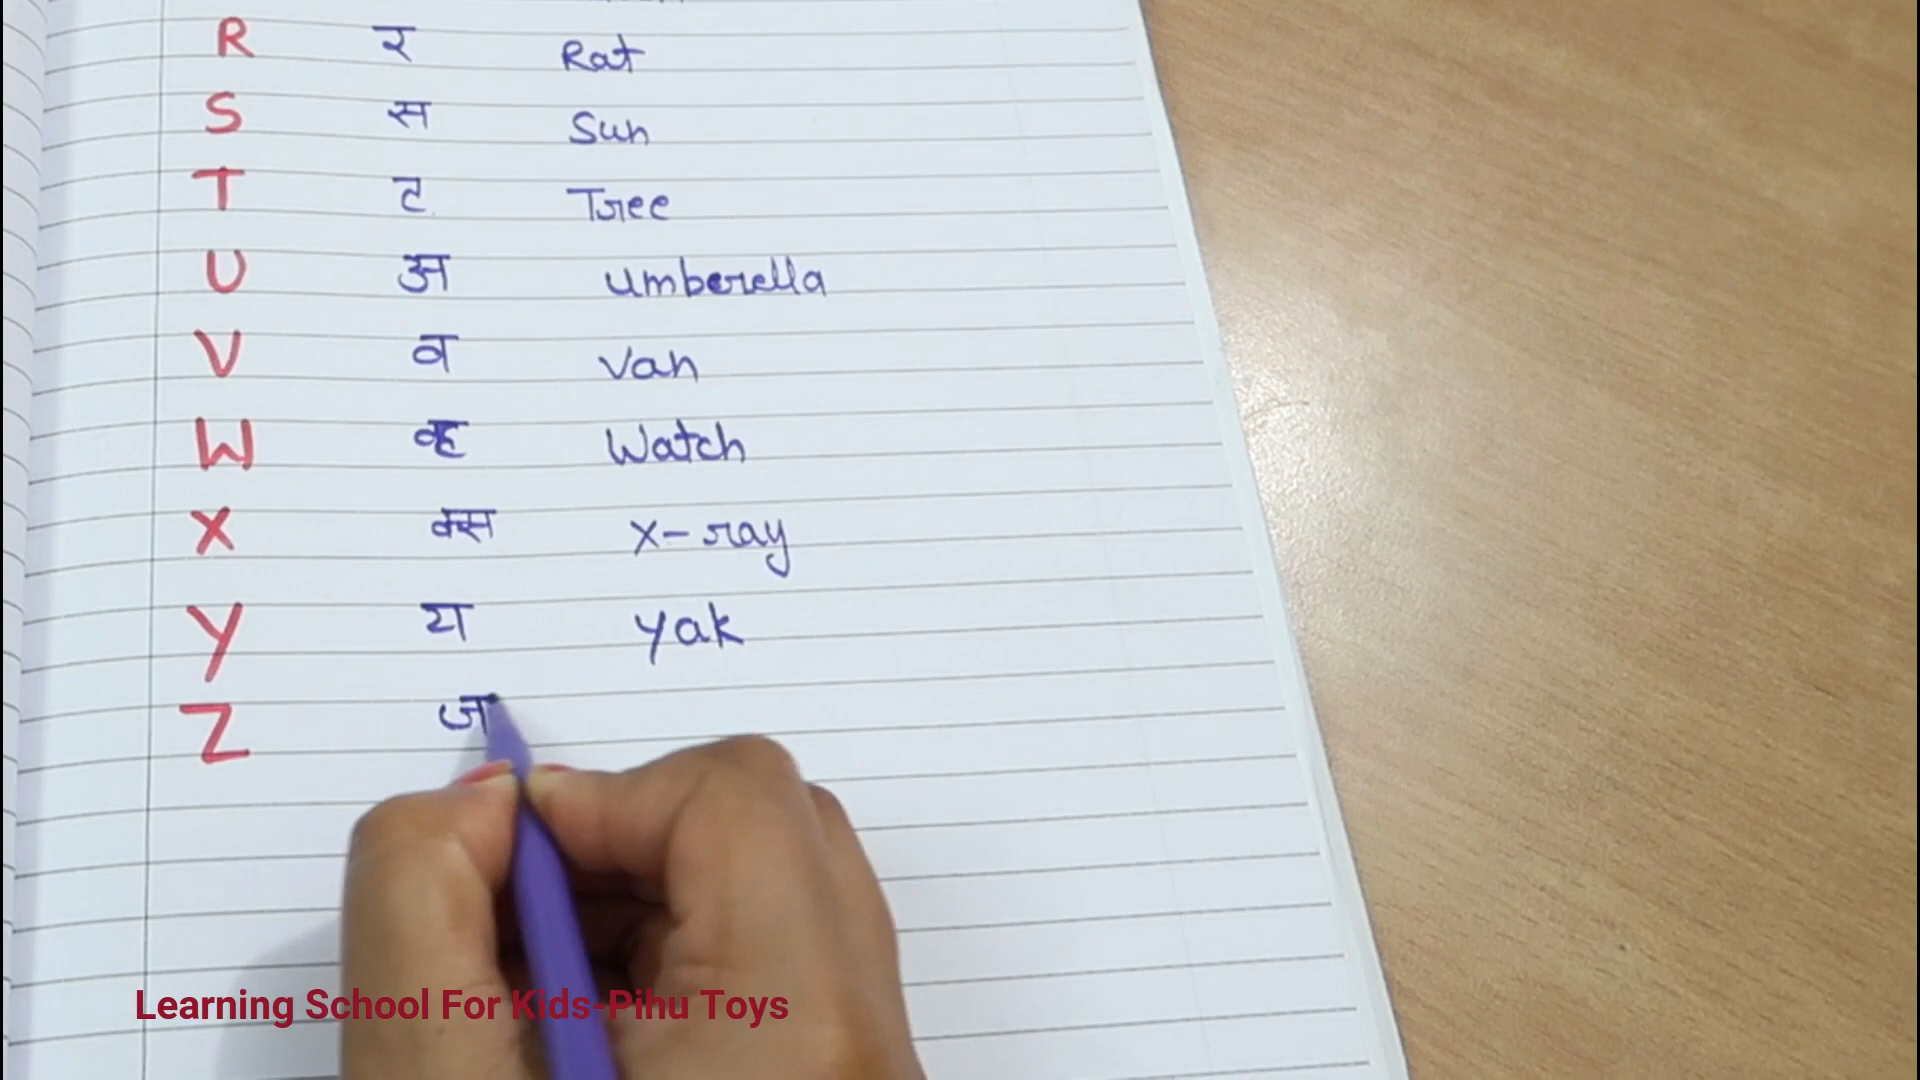 R र Rat
S स Sun
T ट Tree
U अ umberella
V व Van
W व्ह Watch
X क्स x-ray
Y य yak
Z ज
Learning School For Kids-Pihu Toys